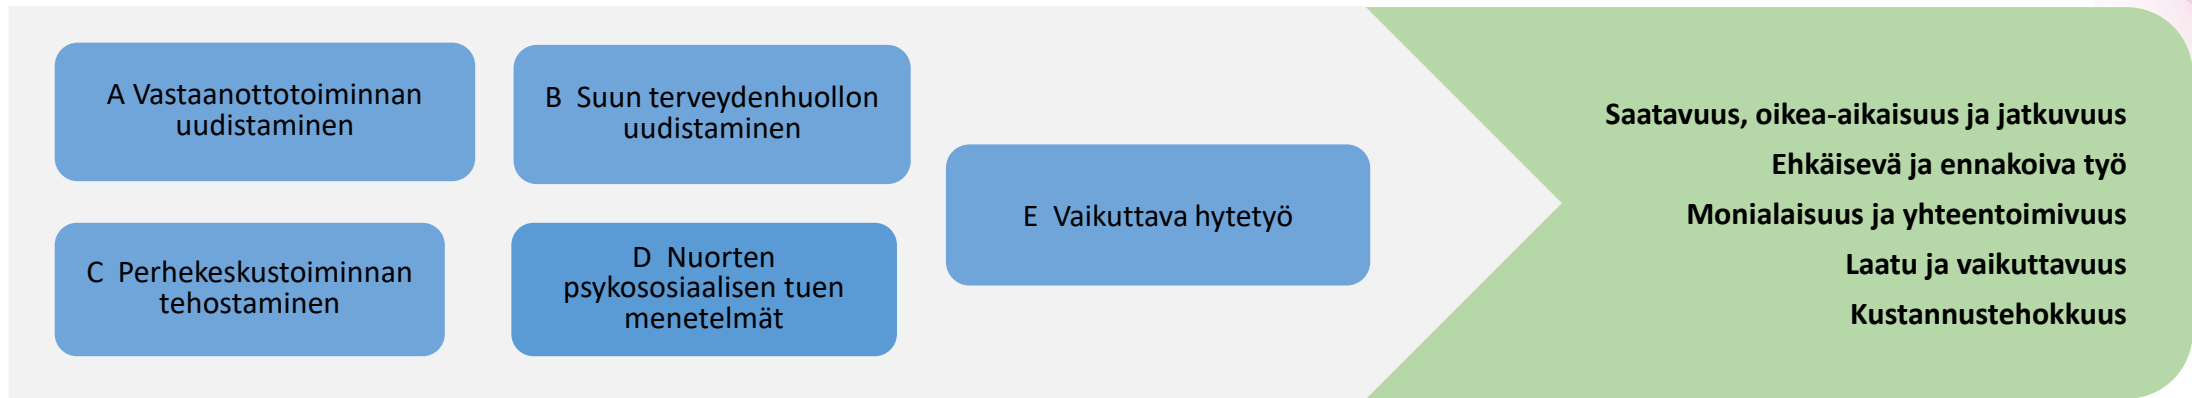 A Vastaanottotoiminnan
uudistaminen
B Suun terveydenhuollon
uudistaminen
C Perhekeskustoiminnan
tehostaminen
D Nuorten
psykososiaalisen tuen
menetelmät
E Vaikuttava hytetyö
Saatavuus, oikea-aikaisuus ja jatkuvuus
Ehkäisevä ja ennakoiva työ
Monialaisuus ja yhteentoimivuus
Laatu ja vaikuttavuus
Kustannustehokkuus